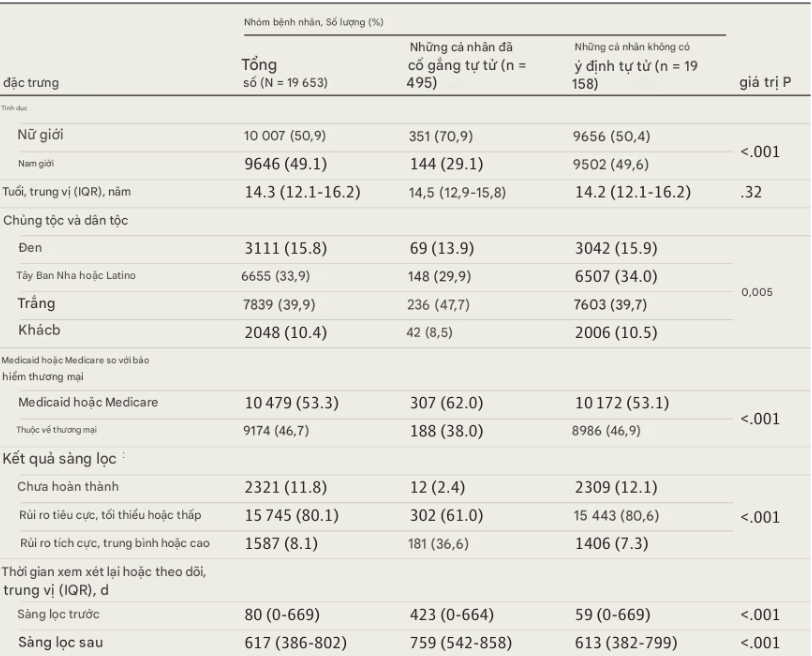 Nhóm bệnh nhân, Số lượng (%)
đặc trưng
Tổng
số (N = 19 653)
Những cá nhân đã
cố gắng tự tử (n =
495)
Những cá nhân không có
ý định tự tử (n = 19
158)
giá trị P
Tình dục
Nữ giới 10 007 (50,9) 351 (70,9) 9656 (50,4)
<.001
Nam giới 9646 (49.1) 144 (29.1) 9502 (49,6)
Tuổi, trung vị (IQR), năm 14.3 (12.1-16.2) 14,5 (12,9-15,8) 14.2 (12.1-16.2) .32
Chủng tộc và dân tộc
Đen 3111 (15.8) 69 (13.9) 3042 (15.9)
Tây Ban Nha hoặc Latino 6655 (33,9) 148 (29,9) 6507 (34.0)
0,005
Trắng 7839 (39,9) 236 (47,7) 7603 (39,7)
Khácb 2048 (10.4) 42 (8,5) 2006 (10.5)
Medicaid hoặc Medicare so với bảo
hiểm thương mại
Medicaid hoặc Medicare 10 479 (53.3) 307 (62.0) 10 172 (53.1)
<.001
Thuộc về thương mại 9174 (46,7) 188 (38.0) 8986 (46,9)
Kết quả sàng lọc :
Chưa hoàn thành 2321 (11.8) 12 (2.4) 2309 (12.1)
Rủi ro tiêu cực, tối thiểu hoặc thấp 15 745 (80.1) 302 (61.0) 15 443 (80,6) <.001
Rủi ro tích cực, trung bình hoặc cao 1587 (8.1) 181 (36,6) 1406 (7.3)
Thời gian xem xét lại hoặc theo dõi,
trung vị (IQR), d
Sàng lọc trước 80 (0-669) 423 (0-664) 59 (0-669) <.001
Sàng lọc sau 617 (386-802) 759 (542-858) 613 (382-799) <.001